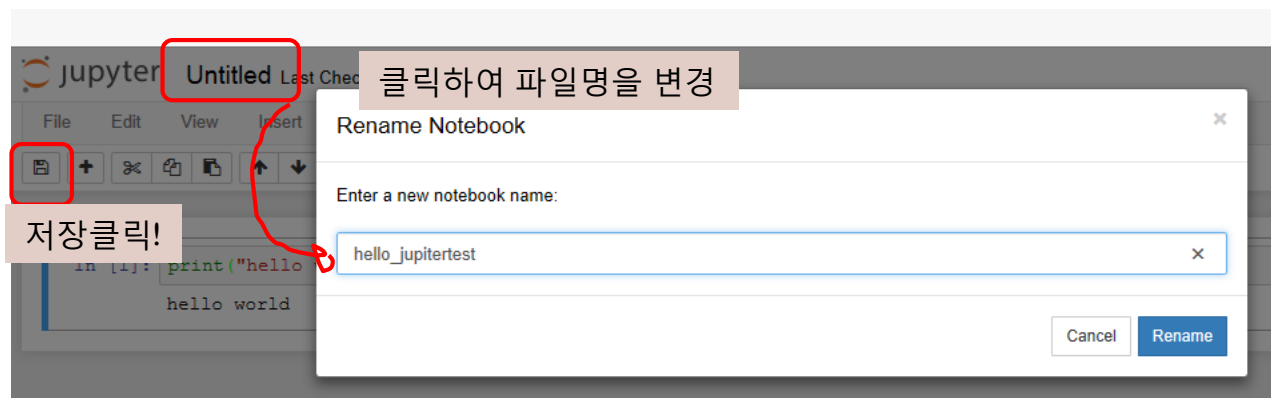 jupyter Untitled Last Chec
클릭하여 파일명을 변경
File Edit View Insert
Rename Notebook ×
Enter a new notebook name:
저장클릭!
hello_jupitertest ×
In [1]: print("hello
hello world
Cancel Rename